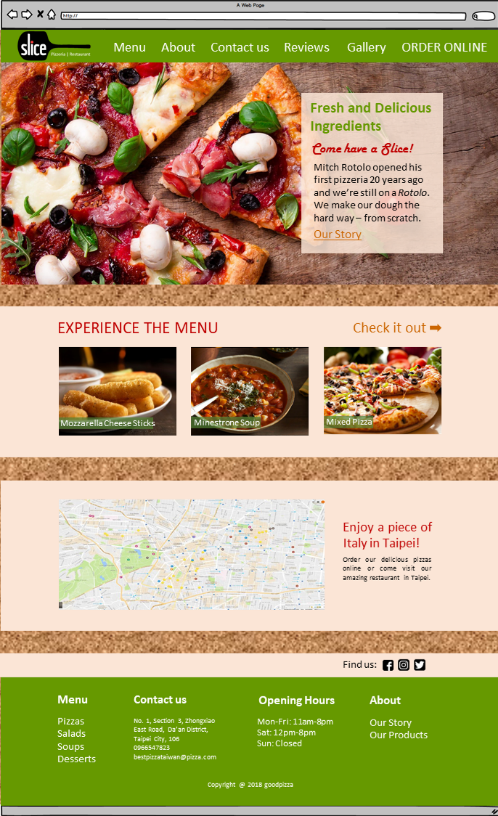 A Web Page
http://
slice
Pizzeria | Restaurant
Menu About Contact us Reviews Gallery ORDER ONLINE
Fresh and Delicious
Ingredients
Come have a Slice!
Mitch Rotolo opened his
first pizzeria 20 years ago
and we're still on a Rotolo.
We make our dough the
hard way – from scratch.
Our Story
EXPERIENCE THE MENU
Check it out
Mozzarella Cheese Sticks
Minestrone Soup
Mixed Pizza
Enjoy a piece of
Italy in Taipei!
Order our delicious pizzas
online or come visit our
amazing restaurant in Taipei.
Find us:
Menu
Pizzas
Salads
Soups
Desserts
Contact us
No. 1, Section 3, Zhongxiao
East Road, Da'an District,
Taipei City, 106
0966347823
bestpizzataiwan@pizza.com
Opening Hours
Mon-Fri: 11am-8pm
Sat: 12pm-8pm
Sun: Closed
About
Our Story
Our Products
Copyright @ 2018 goodpizza